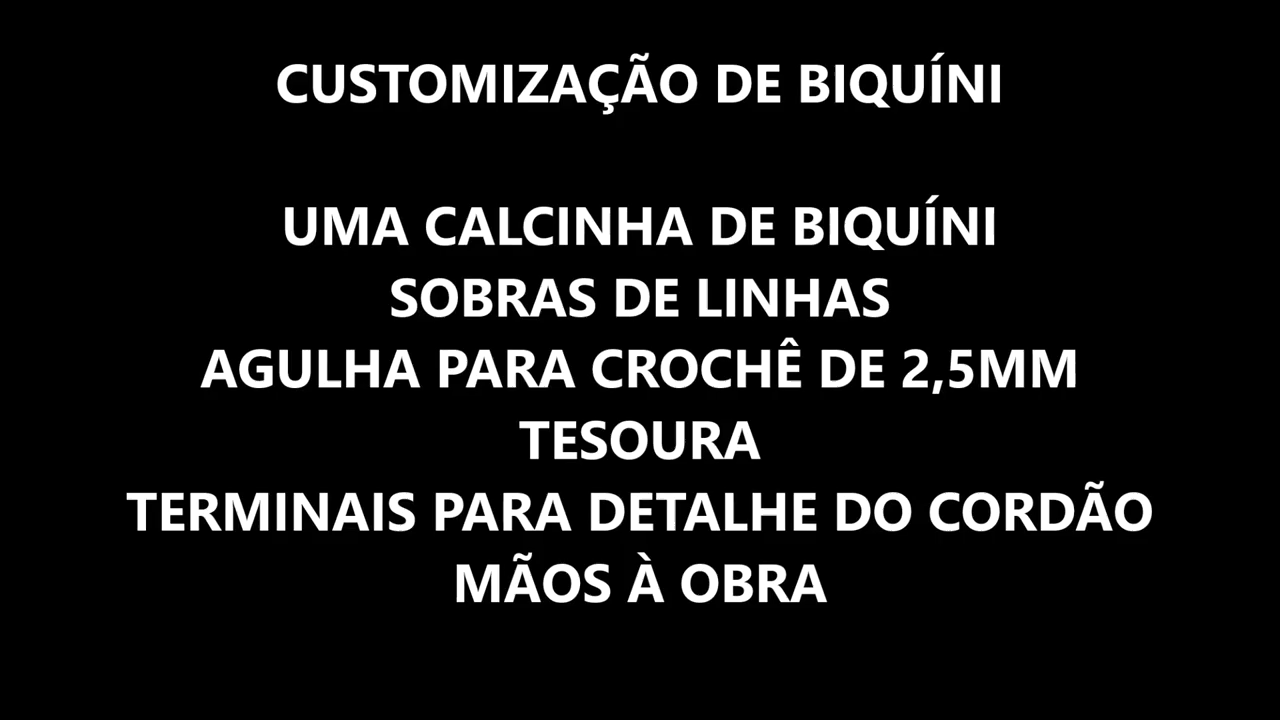 CUSTOMIZAÇÃO DE BIQUÍNI
UMA CALCINHA DE BIQUÍNI
SOBRAS DE LINHAS
AGULHA PARA CROCHÊ DE 2,5MM
TESOURA
TERMINAIS PARA DETALHE DO CORDÃO
MÃOS À OBRA